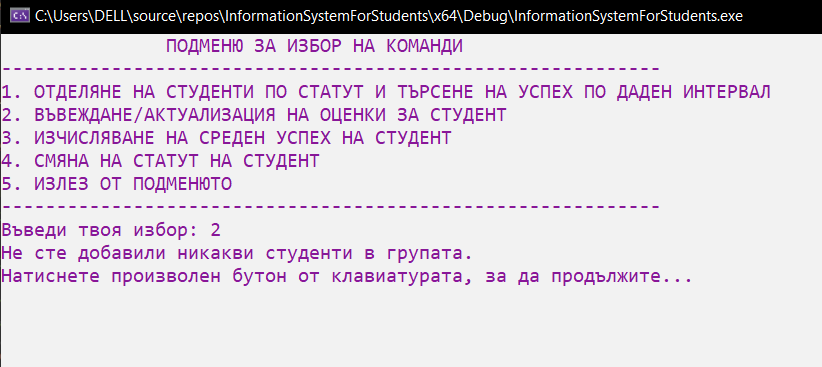 C:\Users\DELL\source\repos\InformationSystemForStudents\x64\Debug\InformationSystemForStudents.exe
ПОДМЕНЮ ЗА ИЗБОР НА КОМАНДИ
------------------------------------------------------------
1. ОТДЕЛЯНЕ НА СТУДЕНТИ ПО СТАТУТ И ТЪРСЕНЕ НА УСПЕХ ПО ДАДЕН ИНТЕРВАЛ
2. ВЪВЕЖДАНЕ/АКТУАЛИЗАЦИЯ НА ОЦЕНКИ ЗА СТУДЕНТ
3. ИЗЧИСЛЯВАНЕ НА СРЕДЕН УСПЕХ НА СТУДЕНТ
4. СМЯНА НА СТАТУТ НА СТУДЕНТ
5. ИЗЛЕЗ ОТ ПОДМЕНЮТО
------------------------------------------------------------
Въведи твоя избор: 2
Не сте добавили никакви студенти в групата.
Натиснете произволен бутон от клавиатурата, за да продължите...